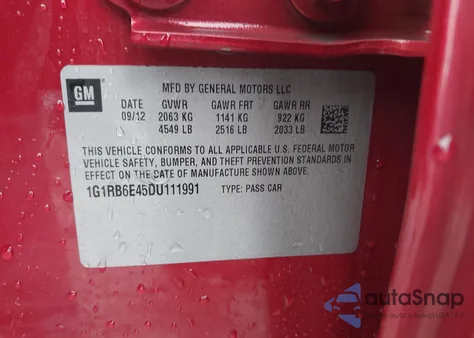 GM
MFD BY GENERAL MOTORS LLC
DATE GVWR GAWR FRT GAWR RR
09/12 2063 KG 1141 KG 922 KG
4549 LB 2516 LB 2033 LB
THIS VEHICLE CONFORMS TO ALL APPLICABLE U.S. FEDERAL MOTOR
VEHICLE SAFETY, BUMPER, AND THEFT PREVENTION STANDARDS IN
EFFECT ON THE DATE OF MANUFACTURE SHOWN ABOVE.
1G1RB6E45DU111991 TYPE: PASS CAR
autoSnap